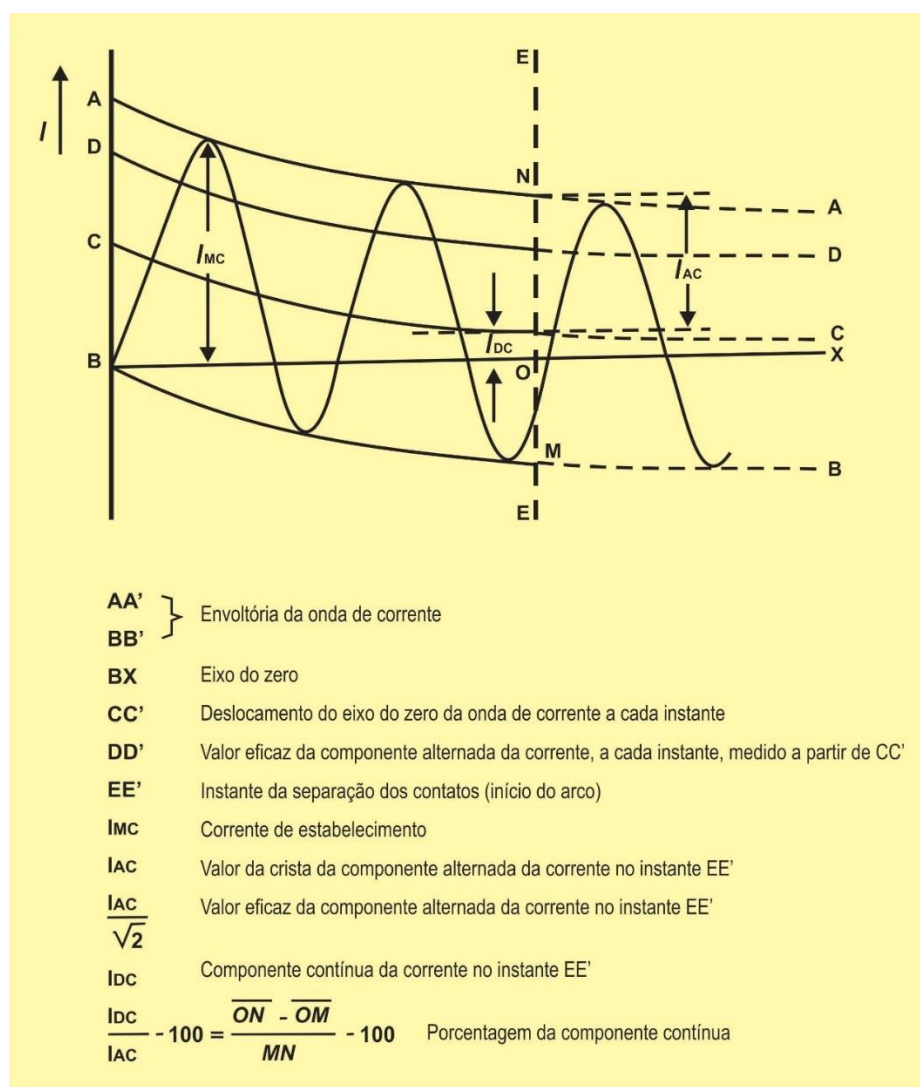 E
I
A
D
C
B
N
A
D
C
X
B
IMC
IDC
IAC
O
M
E
AA'
BB'
Envoltória da onda de corrente
BX Eixo do zero
CC' Deslocamento do eixo do zero da onda de corrente a cada instante
DD' Valor eficaz da componente alternada da corrente, a cada instante, medido a partir de CC'
EE' Instante da separação dos contatos (início do arco)
IMC Corrente de estabelecimento
IAC Valor da crista da componente alternada da corrente no instante EE'
IAC/√2 Valor eficaz da componente alternada da corrente no instante EE'
IDC Componente contínua da corrente no instante EE'
IDC/IAC - 100 = ON - OM/MN - 100 Porcentagem da componente contínua